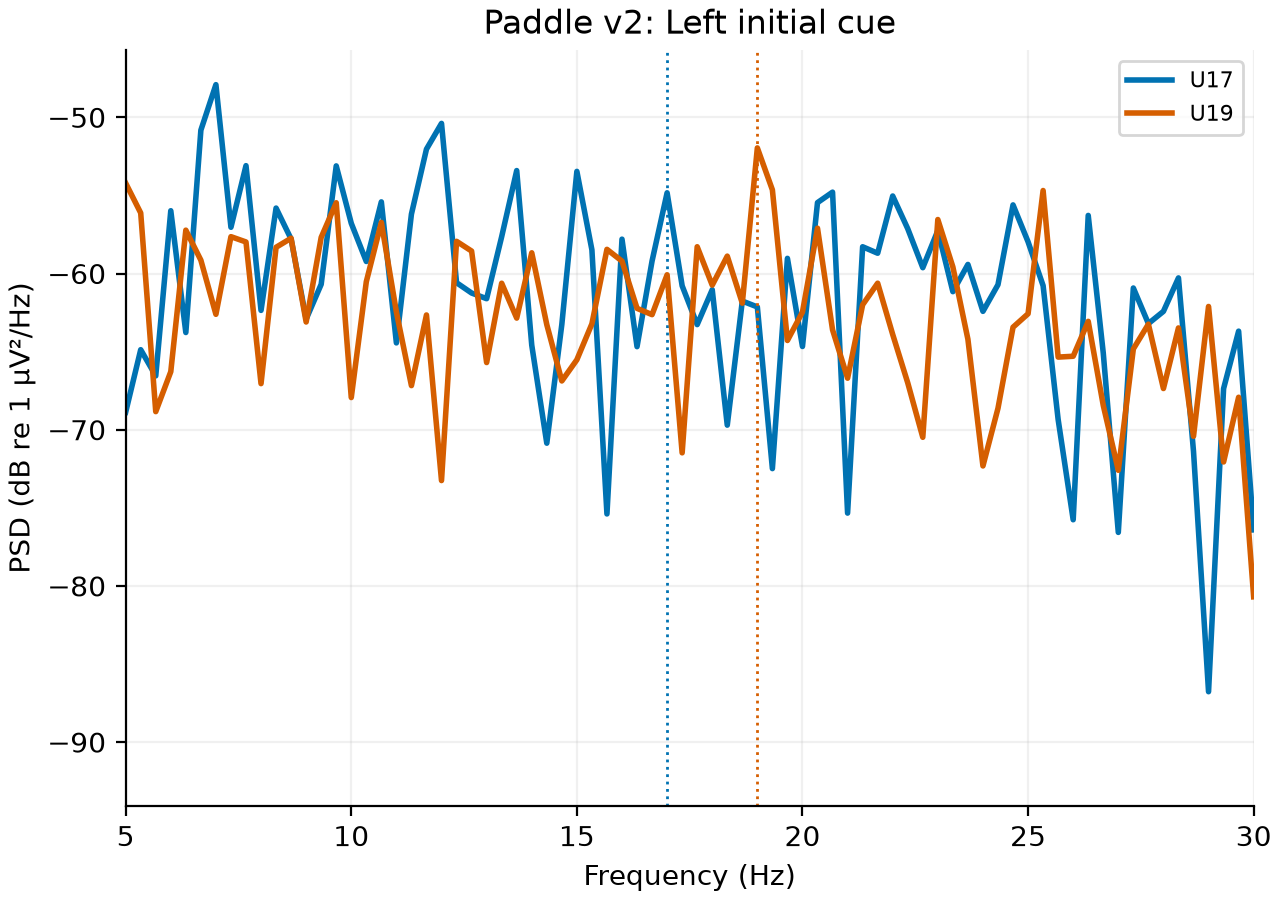 Paddle v2: Left initial cue
U17
U19
PSD (dB re 1 µV²/Hz)
−50
−60
−70
−80
−90
5
10
15
20
25
30
Frequency (Hz)